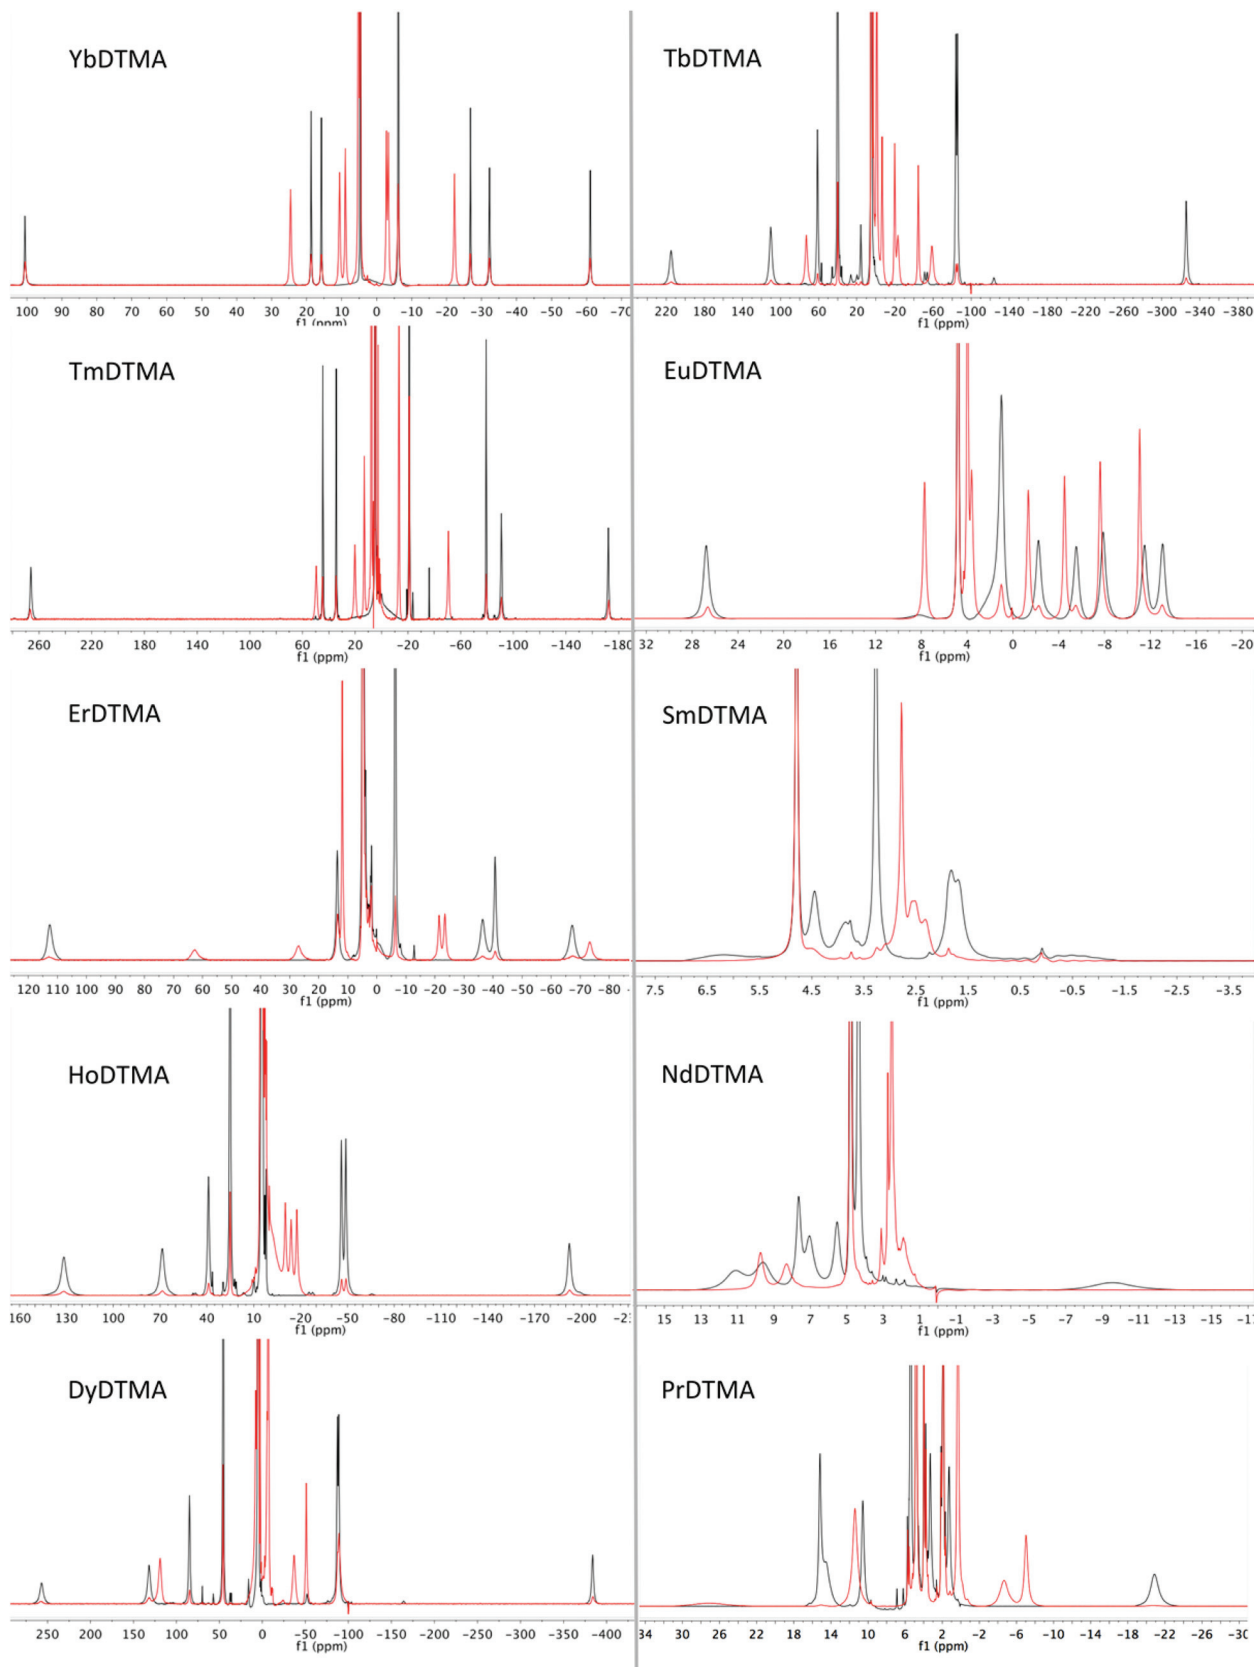 YbDTMA
100 90 80 70 60 50 40 30 20 10 0 -10 -20 -30 -40 -50 -60 -70
f1 (ppm)
TbDTMA
220 180 140 100 60 20 -20 -60 -100 -140 -180 -220 -260 -300 -340 -380
f1 (ppm)
TmDTMA
260 220 180 140 100 60 20 -20 -60 -100 -140 -180
f1 (ppm)
EuDTMA
32 28 24 20 16 12 8 4 0 -4 -8 -12 -16 -20
f1 (ppm)
ErDTMA
120 110 100 90 80 70 60 50 40 30 20 10 0 -10 -20 -30 -40 -50 -60 -70 -80
f1 (ppm)
SmDTMA
7.5 6.5 5.5 4.5 3.5 2.5 1.5 0.5 -0.5 -1.5 -2.5 -3.5
f1 (ppm)
HoDTMA
160 130 100 70 40 10 -20 -50 -80 -110 -140 -170 -200
f1 (ppm)
NdDTMA
15 13 11 9 7 5 3 1 -1 -3 -5 -7 -9 -11 -13 -15
f1 (ppm)
DyDTMA
250 200 150 100 50 0 -50 -100 -150 -200 -250 -300 -350 -400
f1 (ppm)
PrDTMA
34 30 26 22 18 14 10 6 2 -2 -6 -10 -14 -18 -22 -26 -30
f1 (ppm)